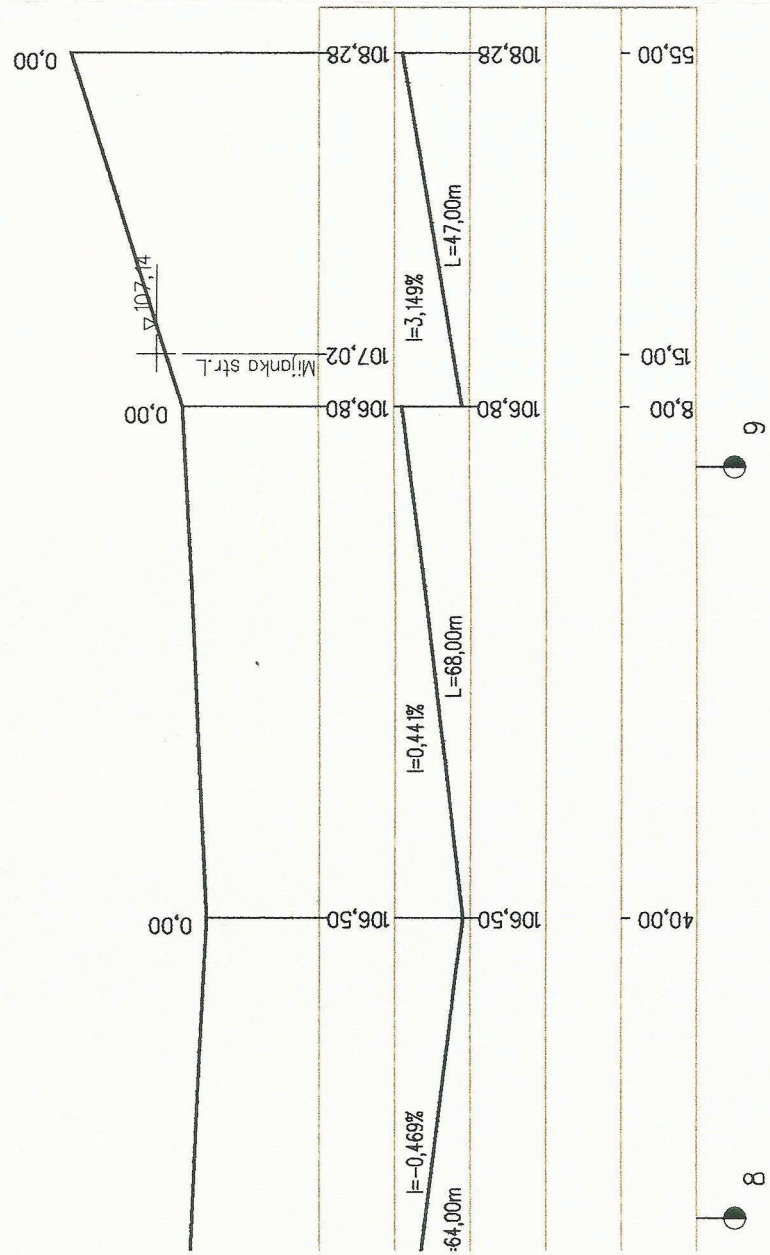 0,00
108,28
108,28
55,00
107,14
L=47,00m
I=3,149%
Mijanka str.L
107,02
15,00
0,00
106,80
106,80
8,00
9
L=68,00m
I=0,441%
0,00
106,50
106,50
40,00
I=-0,469%
=64,00m
8